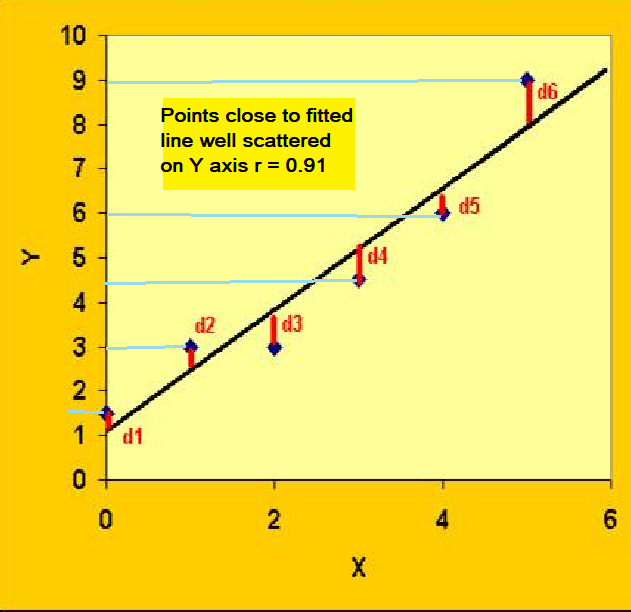 10
9
8
7
6
5
4
3
2
1
0
Y
Points close to fitted
line well scattered
on Y axis r = 0.91
d6
d5
d4
d3
d2
d1
0 2 4 6
X